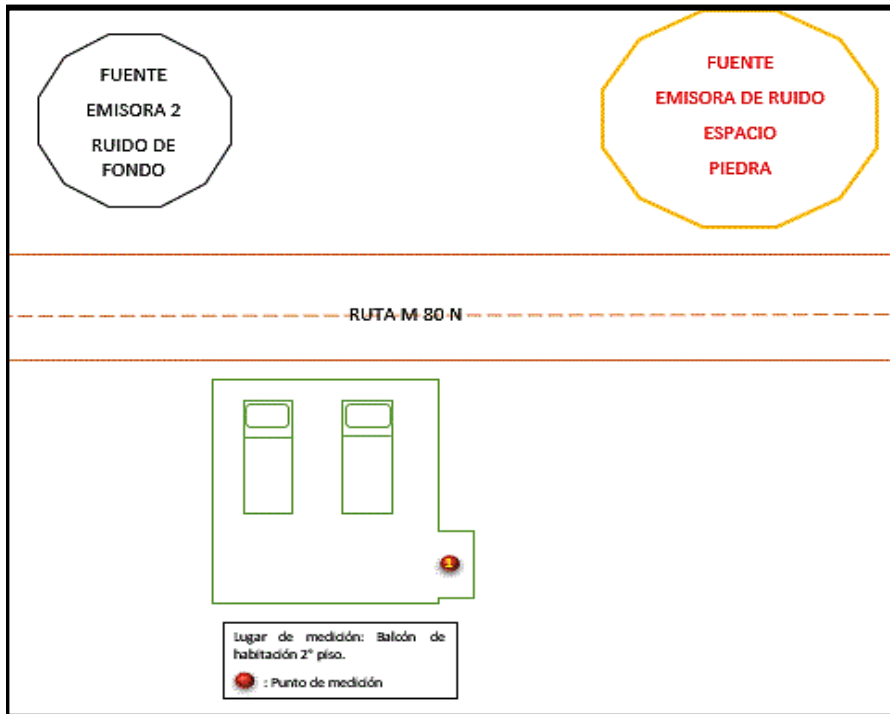 FUENTE
EMISORA 2
RUIDO DE
FONDO
FUENTE
EMISORA DE RUIDO
ESPACIO
PIEDRA
RUTA M 80 N
1
Lugar de medición: Balcón de
habitación 2° piso.
: Punto de medición